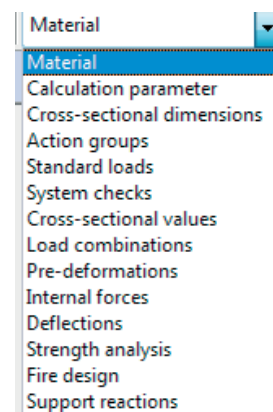 Material
Material
Calculation parameter
Cross-sectional dimensions
Action groups
Standard loads
System checks
Cross-sectional values
Load combinations
Pre-deformations
Internal forces
Deflections
Strength analysis
Fire design
Support reactions